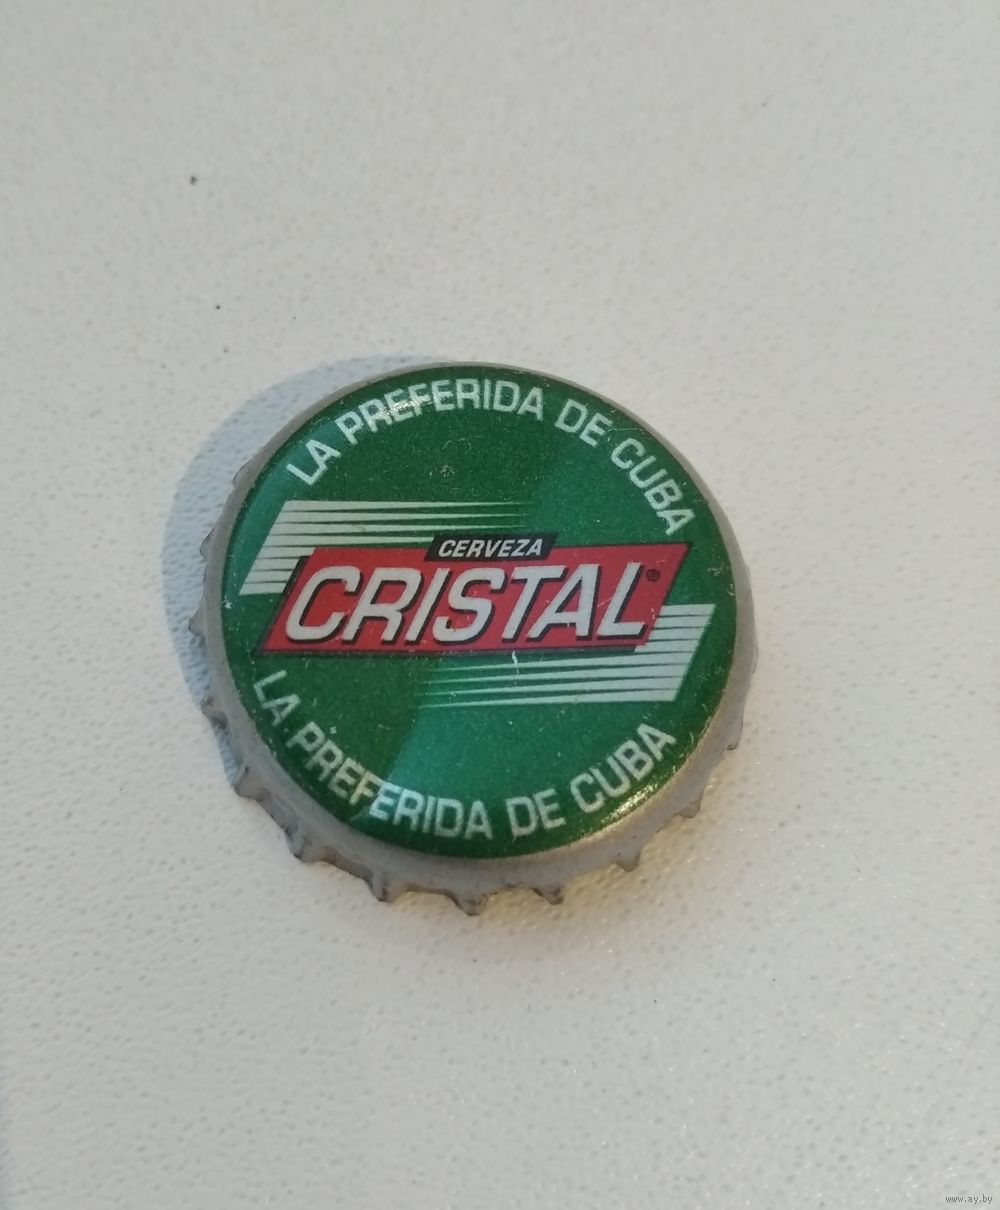 LA PREFERIDA DE CUBA
CERVEZA
CRISTAL®
LA PREFERIDA DE CUBA
www.ay.by